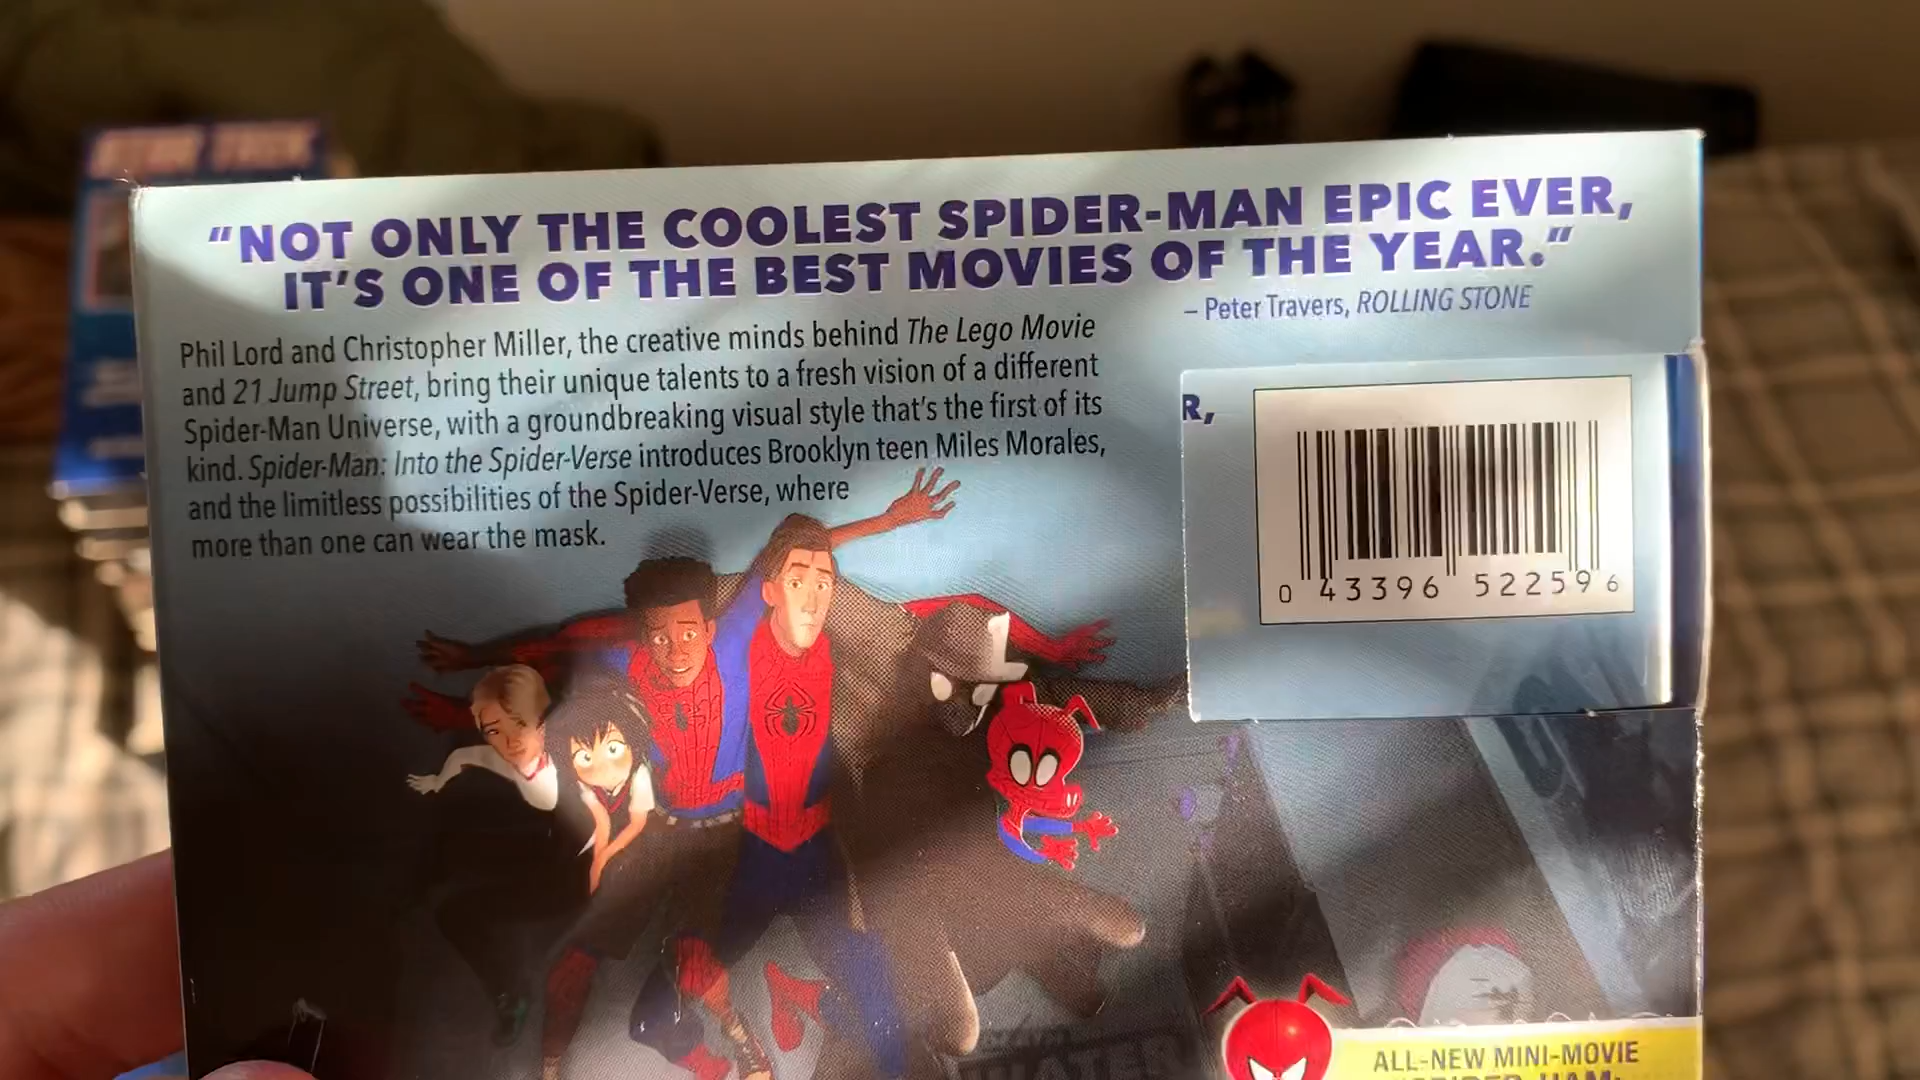 STAR TREK
"NOT ONLY THE COOLEST SPIDER-MAN EPIC EVER,
IT'S ONE OF THE BEST MOVIES OF THE YEAR."
– Peter Travers, ROLLING STONE
Phil Lord and Christopher Miller, the creative minds behind The Lego Movie
and 21 Jump Street, bring their unique talents to a fresh vision of a different
Spider-Man Universe, with a groundbreaking visual style that's the first of its
kind. Spider-Man: Into the Spider-Verse introduces Brooklyn teen Miles Morales,
and the limitless possibilities of the Spider-Verse, where
more than one can wear the mask.
R,
0 43396 52259 6
ALL-NEW MINI-MOVIE
SPIDER-HAM: